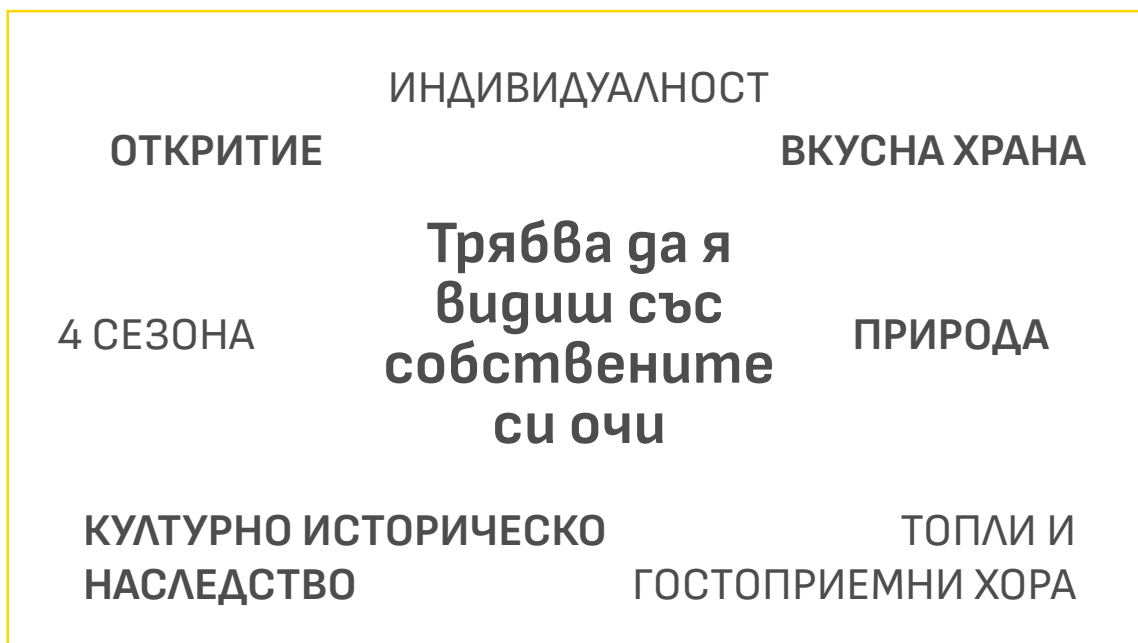 ИНДИВИДУАЛНОСТ
ОТКРИТИЕ
ВКУСНА ХРАНА
Трябва да я
видиш със
собствените
си очи
4 СЕЗОНА
ПРИРОДА
КУЛТУРНО ИСТОРИЧЕСКО
НАСЛЕДСТВО
ТОПЛИ И
ГОСТОПРИЕМНИ ХОРА